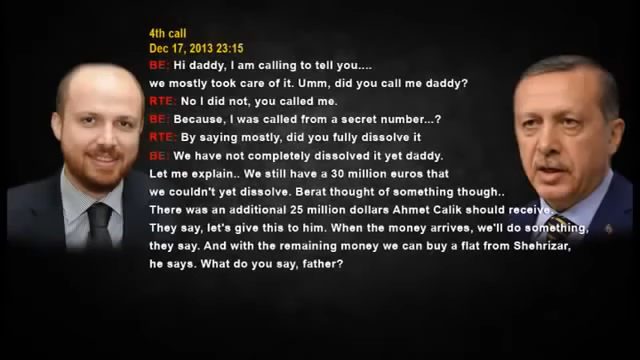 4th call
Dec 17, 2013 23:15
BE: Hi daddy, I am calling to tell you....
we mostly took care of it. Umm, did you call me daddy?
RTE: No I did not, you called me.
BE: Because, I was called from a secret number...?
RTE: By saying mostly, did you fully dissolve it
BE: We have not completely dissolved it yet daddy.
Let me explain.. We still have a 30 million euros that
we couldn't yet dissolve. Berat thought of something though..
There was an additional 25 million dollars Ahmet Calik should receive.
They say, let's give this to him. When the money arrives, we'll do something,
they say. And with the remaining money we can buy a flat from Shehrizar,
he says. What do you say, father?